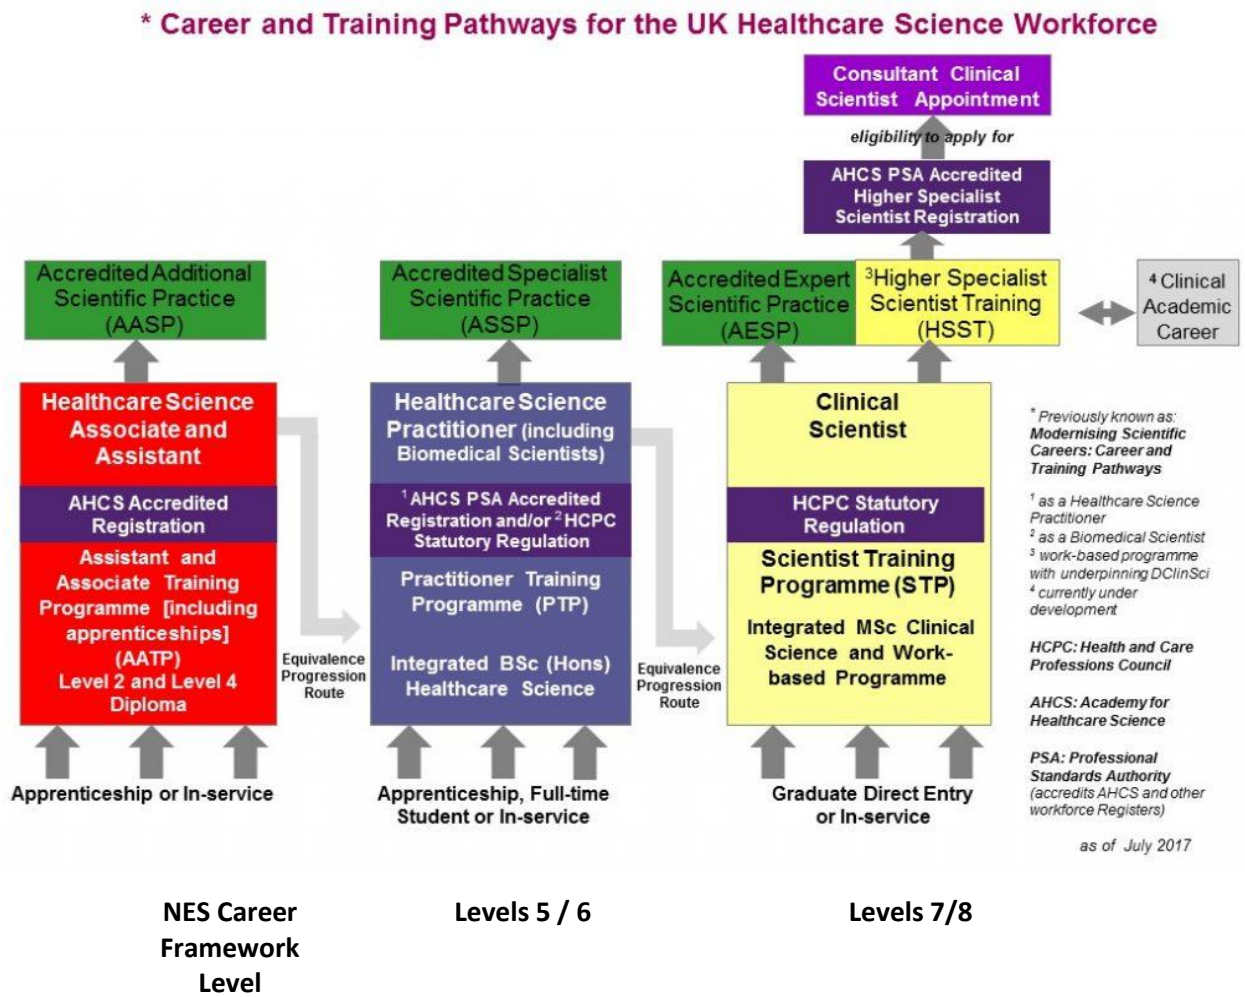 * Career and Training Pathways for the UK Healthcare Science Workforce
Consultant Clinical
Scientist Appointment
eligibility to apply for
AHCS PSA Accredited
Higher Specialist
Scientist Registration
Accredited Additional
Scientific Practice
(AASP)
Accredited Specialist
Scientific Practice
(ASSP)
Accredited Expert
Scientific Practice
(AESP)
³Higher Specialist
Scientist Training
(HSST)
⁴ Clinical
Academic
Career
Healthcare Science
Associate and
Assistant
AHCS Accredited
Registration
Assistant and
Associate Training
Programme [including
apprenticeships]
(AATP)
Level 2 and Level 4
Diploma
Equivalence
Progression
Route
Healthcare Science
Practitioner (including
Biomedical Scientists)
¹AHCS PSA Accredited
Registration and/or ²HCPC
Statutory Regulation
Practitioner Training
Programme (PTP)
Integrated BSc (Hons)
Healthcare Science
Equivalence
Progression
Route
Clinical
Scientist
HCPC Statutory
Regulation
Scientist Training
Programme (STP)
Integrated MSc Clinical
Science and Work-
based Programme
Apprenticeship or In-service
Apprenticeship, Full-time
Student or In-service
Graduate Direct Entry
or In-service
* Previously known as:
Modernising Scientific
Careers: Career and
Training Pathways
¹ as a Healthcare Science
Practitioner
² as a Biomedical Scientist
³ work-based programme
with underpinning DClinSci
⁴ currently under
development
HCPC: Health and Care
Professions Council
AHCS: Academy for
Healthcare Science
PSA: Professional
Standards Authority
(accredits AHCS and other
workforce Registers)
as of July 2017
NES Career
Framework
Level
Levels 5 / 6
Levels 7/8